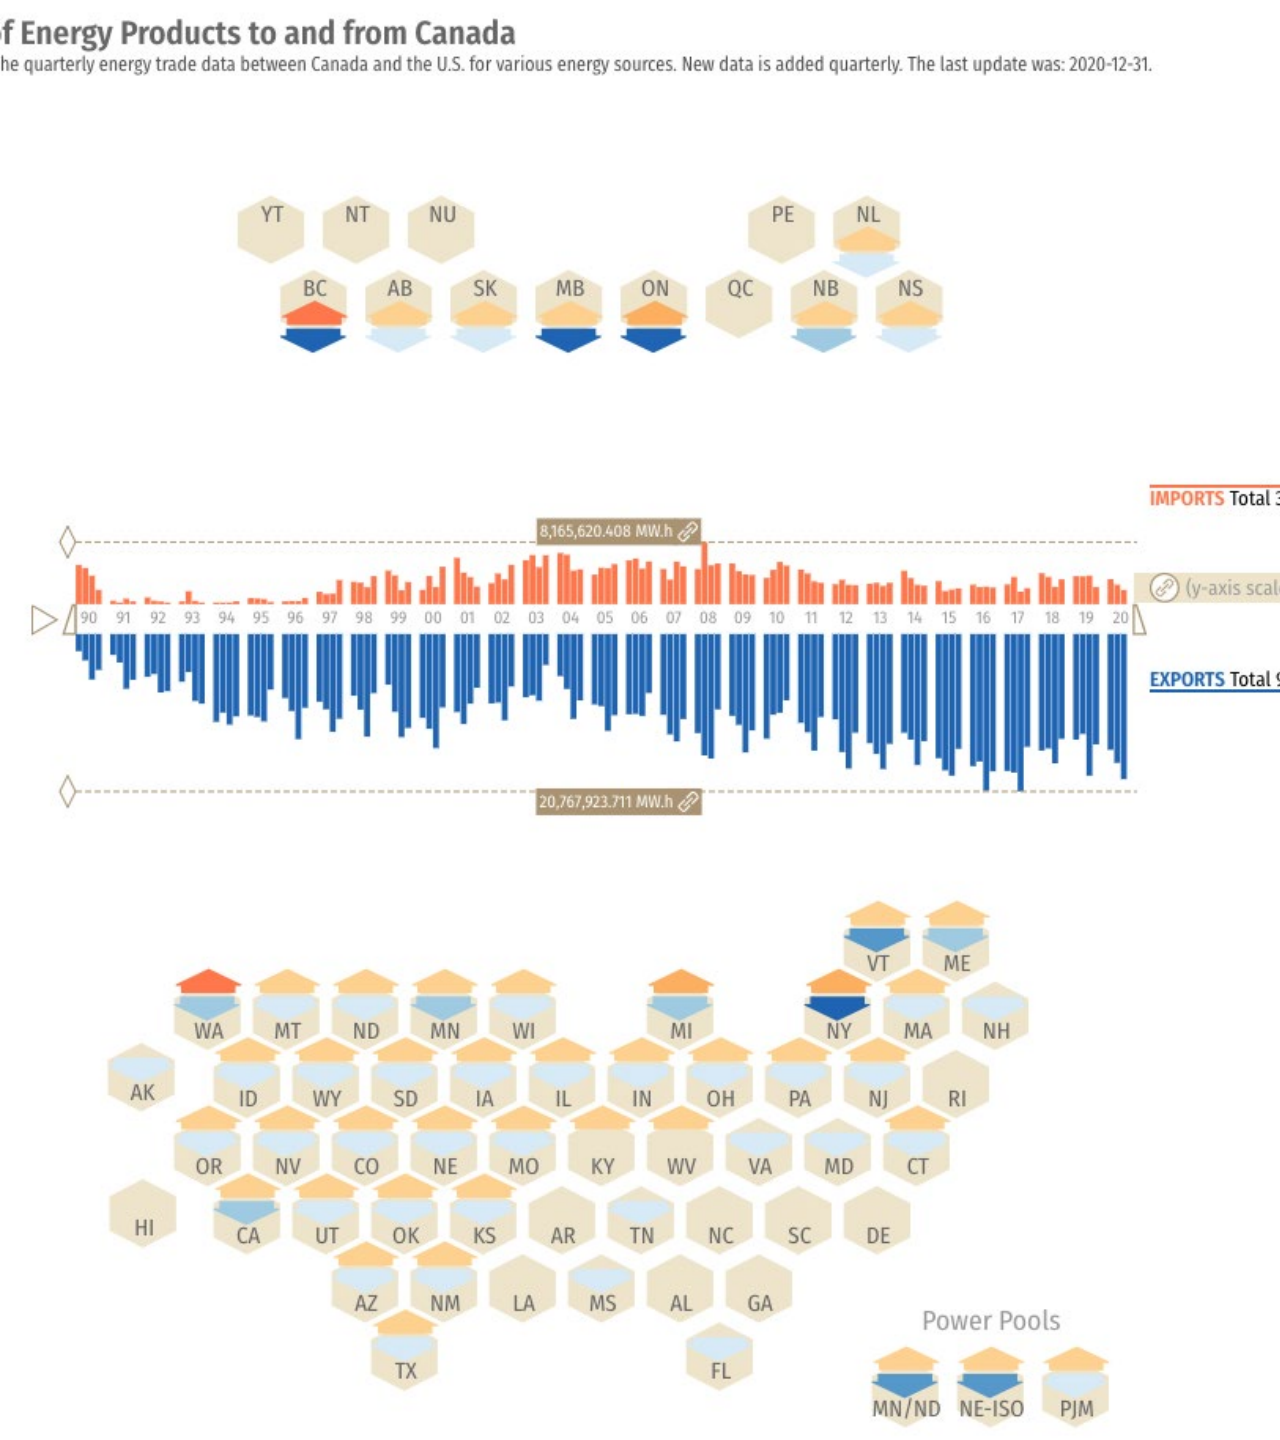 of Energy Products to and from Canada
he quarterly energy trade data between Canada and the U.S. for various energy sources. New data is added quarterly. The last update was: 2020-12-31.
YT NT NU PE NL
BC AB SK MB ON QC NB NS
IMPORTS Total 3
8,165,620.408 MW.h
(y-axis scal
90 91 92 93 94 95 96 97 98 99 00 01 02 03 04 05 06 07 08 09 10 11 12 13 14 15 16 17 18 19 20
EXPORTS Total 9
20,767,923.711 MW.h
VT ME
WA MT ND MN WI MI NY MA NH
AK ID WY SD IA IL IN OH PA NJ RI
OR NV CO NE MO KY WV VA MD CT
HI CA UT OK KS AR TN NC SC DE
AZ NM LA MS AL GA
Power Pools
TX FL
MN/ND NE-ISO PJM